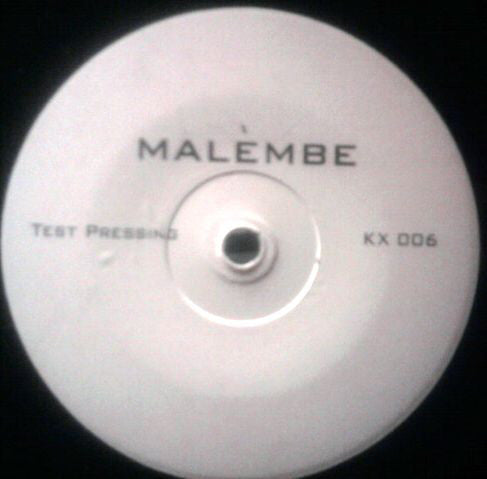 MALÈMBE
TEST PRESSING
KX 006